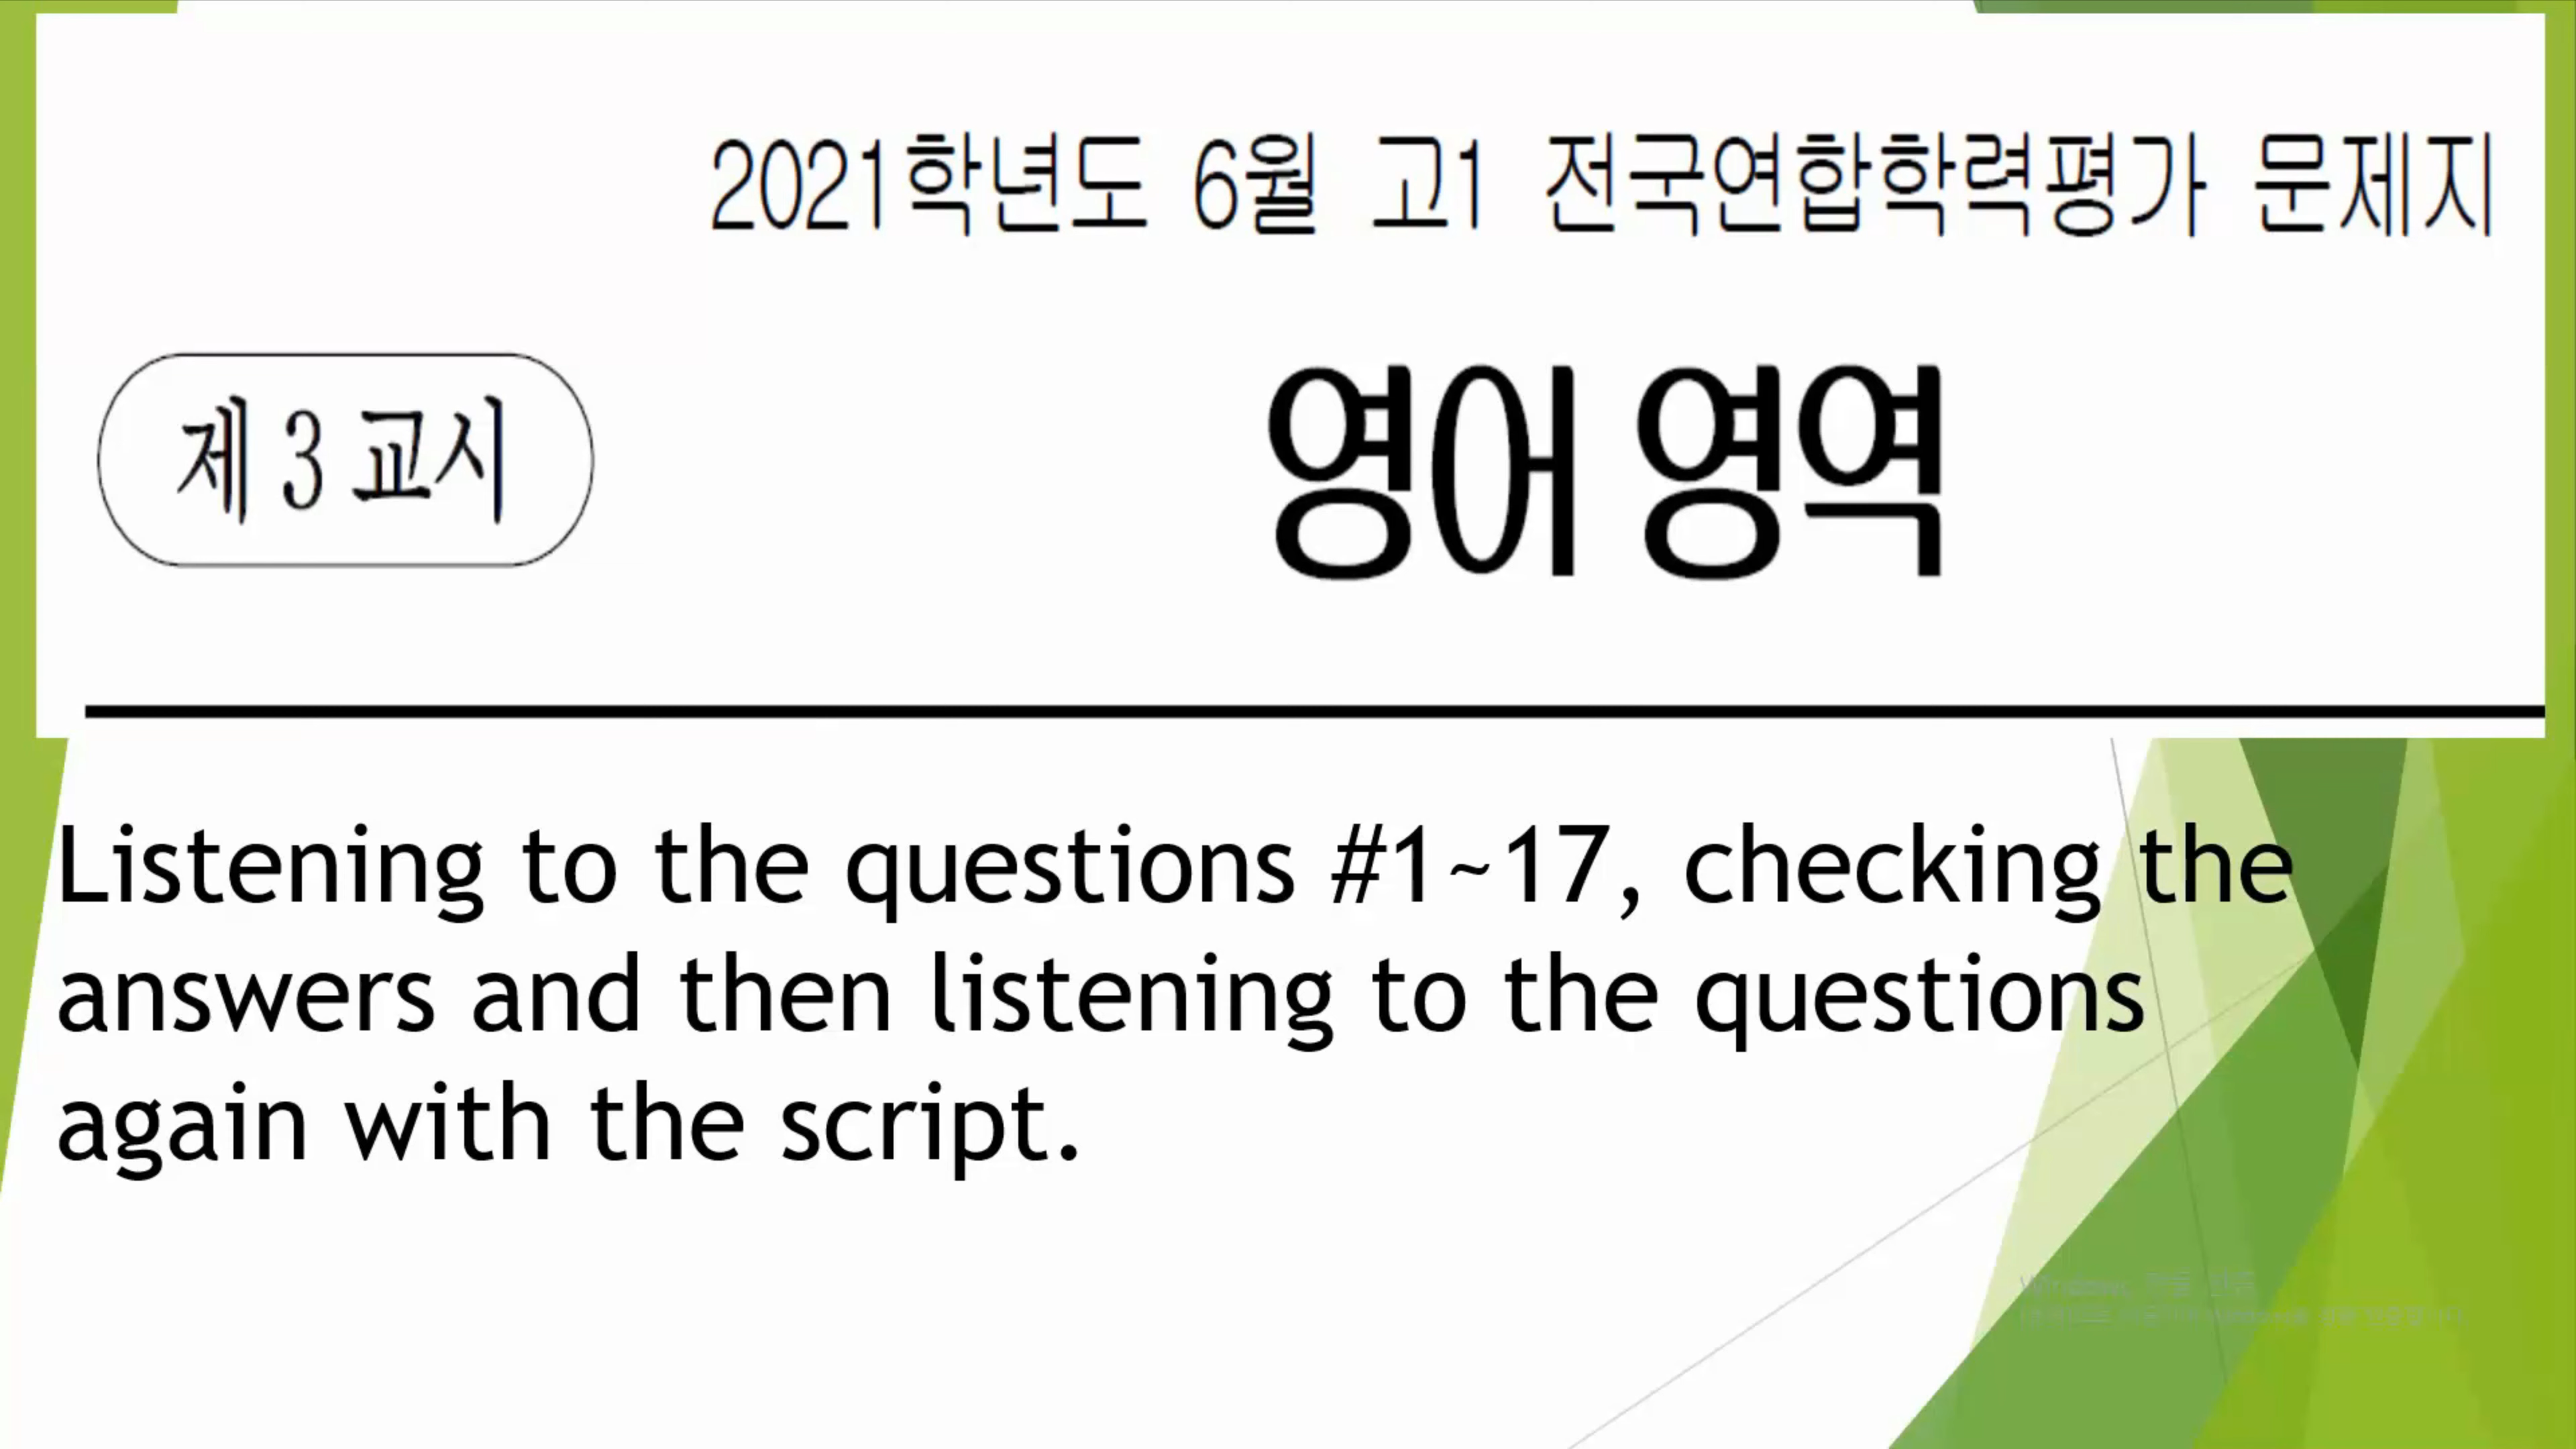 2021학년도 6월 고1 전국연합학력평가 문제지
제 3 교시
영어 영역
Listening to the questions #1~17, checking the
answers and then listening to the questions
again with the script.